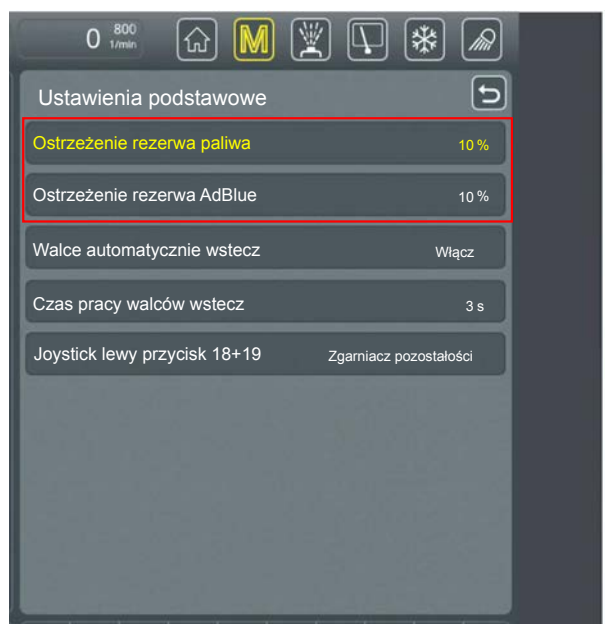 0 800 1/min M
Ustawienia podstawowe
Ostrzeżenie rezerwa paliwa 10 %
Ostrzeżenie rezerwa AdBlue 10 %
Walce automatycznie wstecz Włącz
Czas pracy walców wstecz 3 s
Joystick lewy przycisk 18+19 Zgarniacz pozostałości